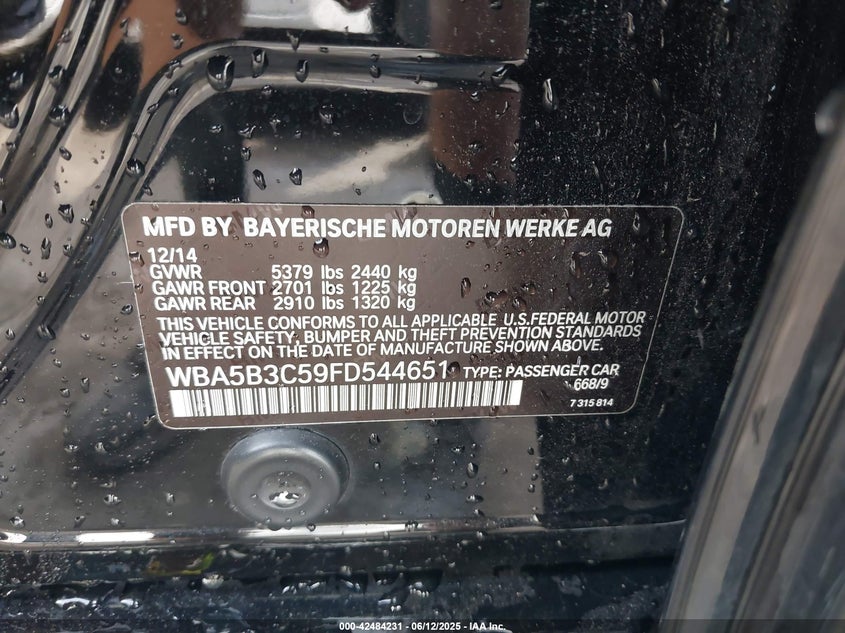 MFD BY BAYERISCHE MOTOREN WERKE AG
12/14
GVWR 5379 lbs 2440 kg
GAWR FRONT 2701 lbs 1225 kg
GAWR REAR 2910 lbs 1320 kg
THIS VEHICLE CONFORMS TO ALL APPLICABLE U.S.FEDERAL MOTOR
VEHICLE SAFETY, BUMPER AND THEFT PREVENTION STANDARDS
IN EFFECT ON THE DATE OF MANUFACTURE SHOWN ABOVE.
WBA5B3C59FD544651 TYPE: PASSENGER CAR
668/9
7 315 814
000-42484231 - 06/12/2025 - IAA Inc.